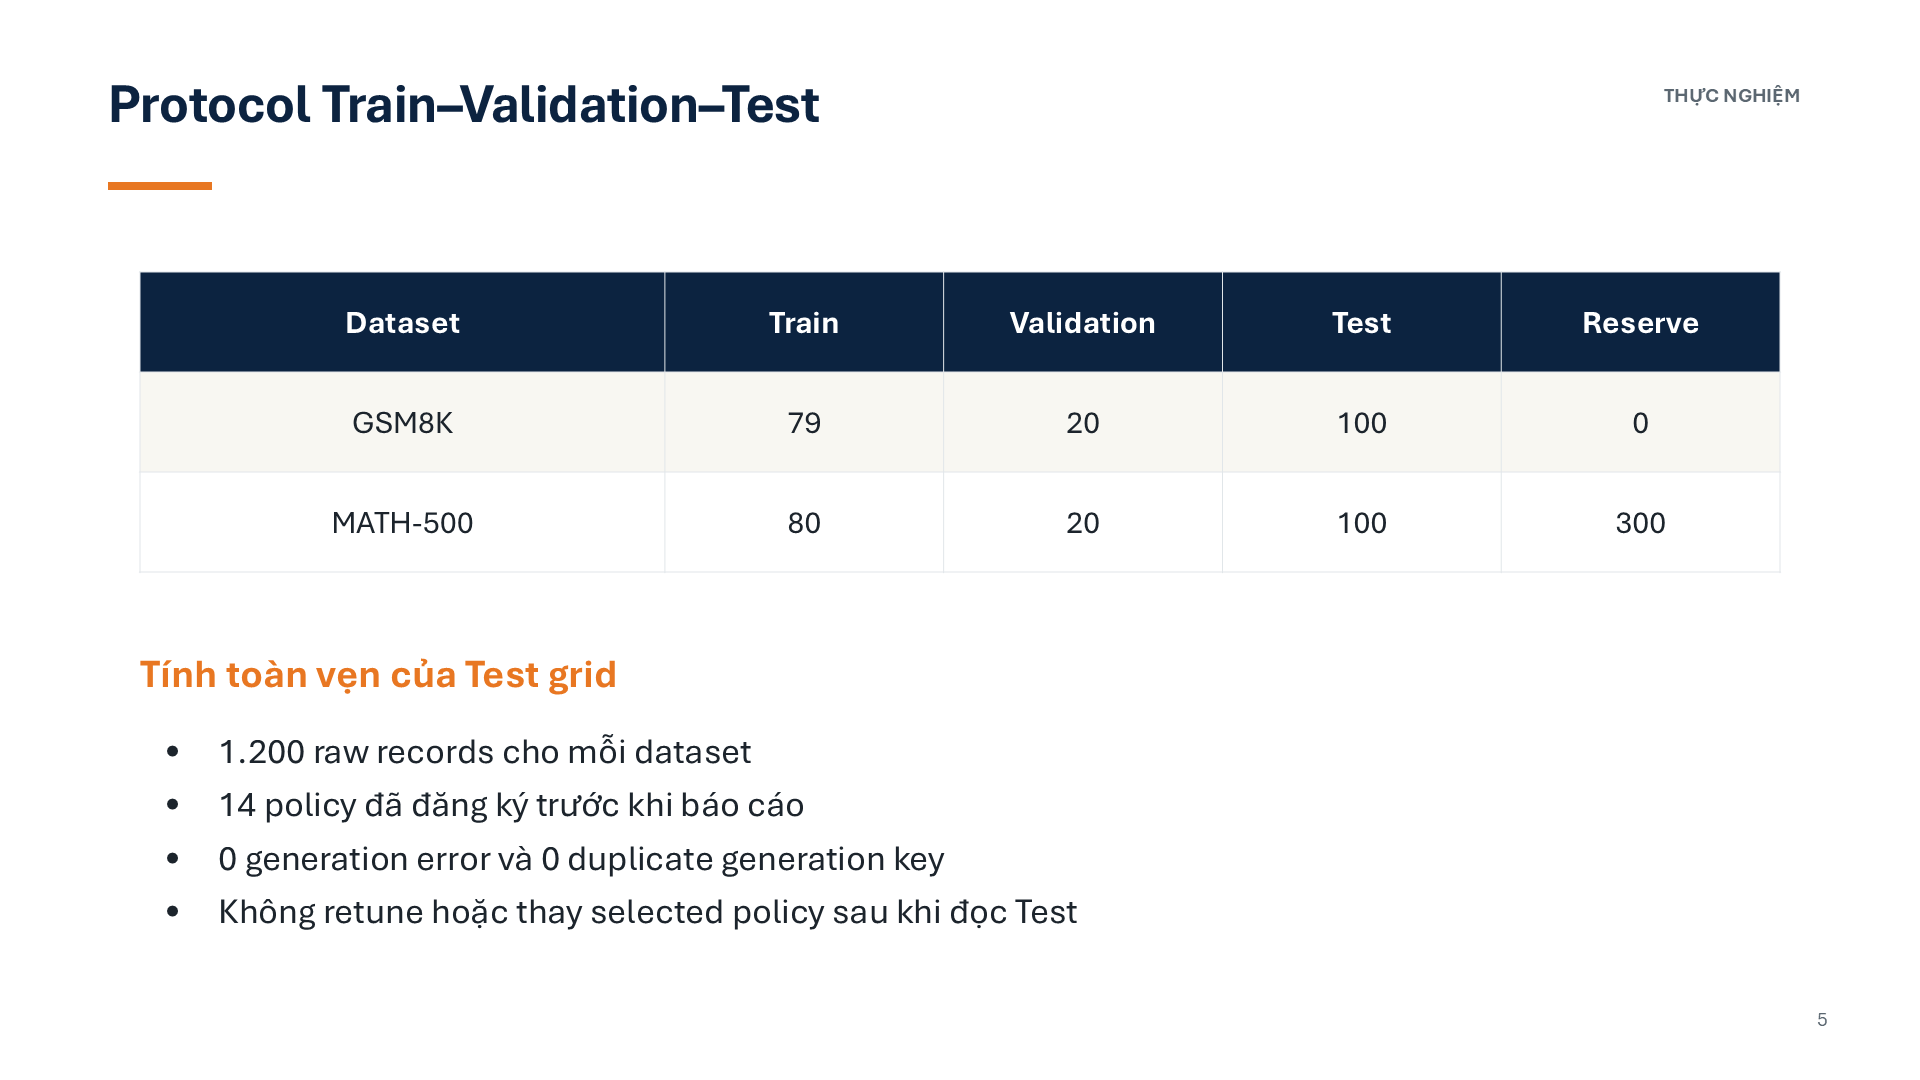 Protocol Train–Validation–Test
THỰC NGHIỆM
Dataset Train Validation Test Reserve
GSM8K 79 20 100 0
MATH-500 80 20 100 300
Tính toàn vẹn của Test grid
• 1.200 raw records cho mỗi dataset
• 14 policy đã đăng ký trước khi báo cáo
• 0 generation error và 0 duplicate generation key
• Không retune hoặc thay selected policy sau khi đọc Test
5